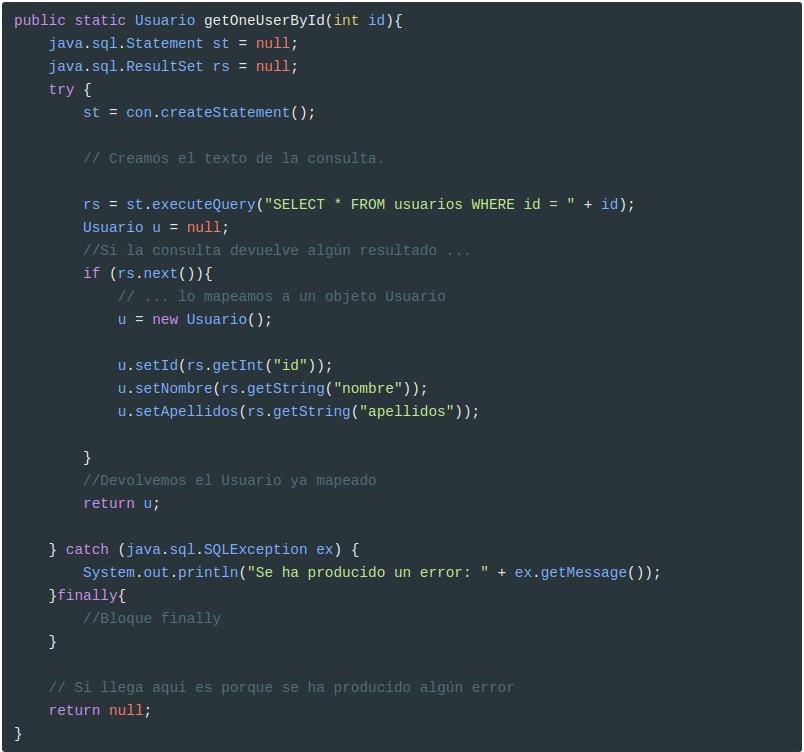 public static Usuario getOneUserById(int id){
    java.sql.Statement st = null;
    java.sql.ResultSet rs = null;
    try {
        st = con.createStatement();
        // Creamos el texto de la consulta.
        rs = st.executeQuery("SELECT * FROM usuarios WHERE id = " + id);
        Usuario u = null;
        //Si la consulta devuelve algún resultado ...
        if (rs.next()){
            // ... lo mapeamos a un objeto Usuario
            u = new Usuario();
            u.setId(rs.getInt("id"));
            u.setNombre(rs.getString("nombre"));
            u.setApellidos(rs.getString("apellidos"));
        }
        //Devolvemos el Usuario ya mapeado
        return u;
    } catch (java.sql.SQLException ex) {
        System.out.println("Se ha producido un error: " + ex.getMessage());
    }finally{
        //Bloque finally
    }
    // Si llega aquí es porque se ha producido algún error
    return null;
}